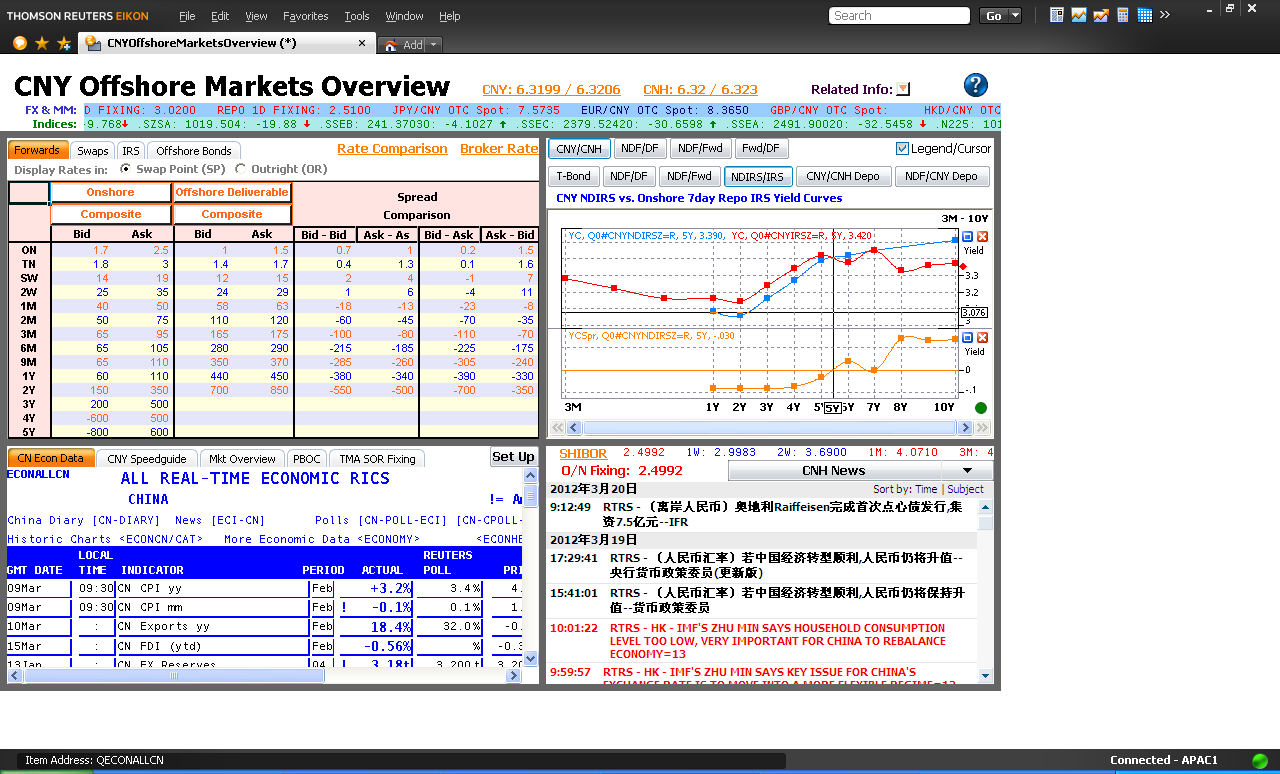 THOMSON REUTERS EIKON File Edit View Favorites Tools Window Help Search Go
CNYOffshoreMarketsOverview (*) Add
CNY Offshore Markets Overview CNY: 6.3199 / 6.3206 CNH: 6.32 / 6.323 Related Info:
FX & MM: D FIXING: 3.0200 REPO 1D FIXING: 2.5100 JPY/CNY OTC Spot: 7.5735 EUR/CNY OTC Spot: 8.3650 GBP/CNY OTC Spot: HKD/CNY OTC
Indices: -9.768 .SZSA: 1019.504: -19.88 .SSEB: 241.37030: -4.1027 .SSEC: 2379.52420: -30.6598 .SSEA: 2491.90020: -32.5458 .N225: 101
Forwards Swaps IRS Offshore Bonds Rate Comparison Broker Rate
Display Rates in: Swap Point (SP) Outright (OR)
Onshore Offshore Deliverable Spread
Composite Composite Comparison
Bid Ask Bid Ask Bid - Bid Ask - As Bid - Ask Ask - Bid
ON 1.7 2.5 1 1.5 0.7 1 0.2 1.5
TN 1.8 3 1.4 1.7 0.4 1.3 0.1 1.6
SW 14 19 12 15 2 4 -1 7
2W 25 35 24 29 1 6 -4 11
1M 40 50 58 63 -18 -13 -23 -8
2M 50 75 110 120 -60 -45 -70 -35
3M 65 95 165 175 -100 -80 -110 -70
6M 65 105 280 290 -215 -185 -225 -175
9M 65 110 350 370 -285 -260 -305 -240
1Y 60 110 440 450 -380 -340 -390 -330
2Y 150 350 700 850 -550 -500 -700 -350
3Y 200 500
4Y -600 500
5Y -800 600
CNY/CNH NDF/DF NDF/Fwd Fwd/DF Legend/Cursor
T-Bond NDF/DF NDF/Fwd NDIRS/IRS CNY/CNH Depo NDF/CNY Depo
CNY NDIRS vs. Onshore 7day Repo IRS Yield Curves
3M - 10Y
YC, Q0#CNYNDIRSZ=R, 5Y, 3.390, YC, Q0#CNYIRSZ=R, 5Y, 3.420
Yield
3.3
3.2
3.076
3
YCSpr, Q0#CNYNDIRSZ=R, 5Y, -.030
Yield
0
-.1
3M 1Y 2Y 3Y 4Y 5Y 6Y 7Y 8Y 10Y
CN Econ Data CNY Speedguide Mkt Overview PBOC TMA SOR Fixing Set Up
ECONALLCN ALL REAL-TIME ECONOMIC RICS
CHINA != A
China Diary [CN-DIARY] News [ECI-CN] Polls [CN-POLL-ECI] [CN-CPOLL-
Historic Charts <ECONCN/CAT> More Economic Data <ECONOMY> <ECONHE
LOCAL REUTERS
GMT DATE TIME INDICATOR PERIOD ACTUAL POLL PRI
09Mar 09:30 CN CPI yy Feb +3.2% 3.4% 4.
09Mar 09:30 CN CPI mm Feb ! -0.1% 0.1% 1.
10Mar : CN Exports yy Feb 18.4% 32.0% -0.
15Mar : CN FDI (ytd) Feb -0.56% % -0.3
13Jan : CN FX Reserves Q4 ! 3.18t 3.200t 3.20
SHIBOR 2.4992 1W: 2.9983 2W: 3.6900 1M: 4.0710 3M: 4
O/N Fixing: 2.4992 CNH News
2012年3月20日 Sort by: Time | Subject
9:12:49 RTRS - 〔离岸人民币〕奥地利Raiffeisen完成首次点心债发行,集
资7.5亿元--IFR
2012年3月19日
17:29:41 RTRS - 〔人民币汇率〕若中国经济转型顺利,人民币仍将升值--
央行货币政策委员(更新版)
15:41:01 RTRS - 〔人民币汇率〕若中国经济转型顺利,人民币仍将保持升
值--货币政策委员
10:01:22 RTRS - HK - IMF'S ZHU MIN SAYS HOUSEHOLD CONSUMPTION
LEVEL TOO LOW, VERY IMPORTANT FOR CHINA TO REBALANCE
ECONOMY=13
9:59:57 RTRS - HK - IMF'S ZHU MIN SAYS KEY ISSUE FOR CHINA'S
EXCHANGE RATE IS TO MOVE INTO A MORE FLEXIBLE REGIME=13
Item Address: QECONALLCN Connected - APAC1